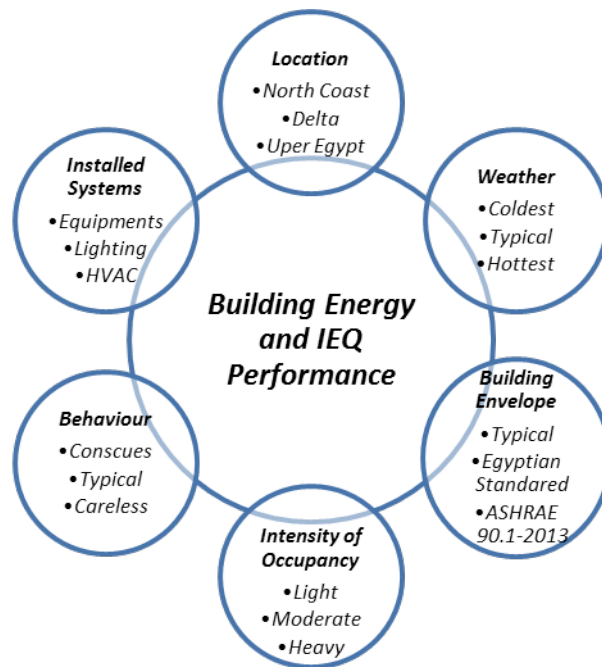 Location
•North Coast
•Delta
•Uper Egypt
Weather
•Coldest
•Typical
•Hottest
Building
Envelope
•Typical
•Egyptian
Standared
•ASHRAE
90.1-2013
Intensity of
Occupancy
•Light
•Moderate
•Heavy
Behaviour
•Conscues
•Typical
•Careless
Installed
Systems
•Equipments
•Lighting
•HVAC
Building Energy
and IEQ
Performance